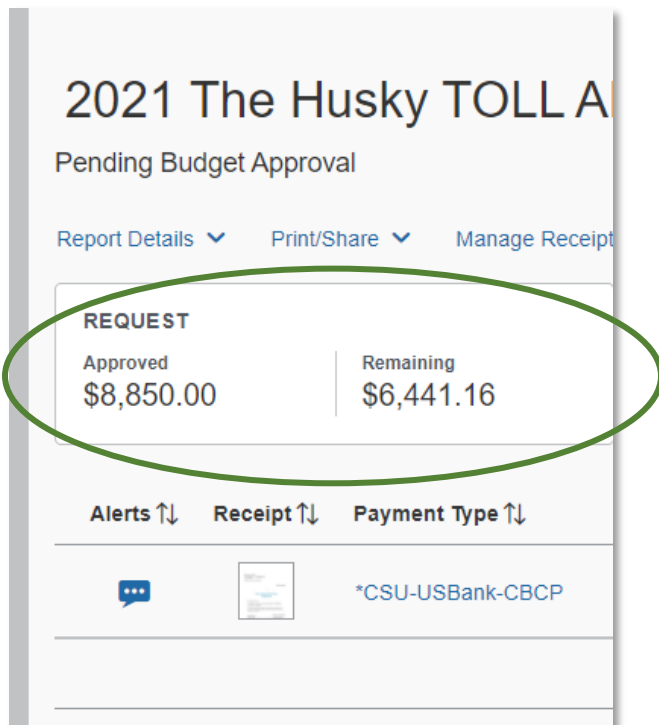 2021 The Husky TOLL A
Pending Budget Approval
Report Details Print/Share Manage Receipt
REQUEST
Approved Remaining
$8,850.00 $6,441.16
Alerts Receipt Payment Type
*CSU-USBank-CBCP